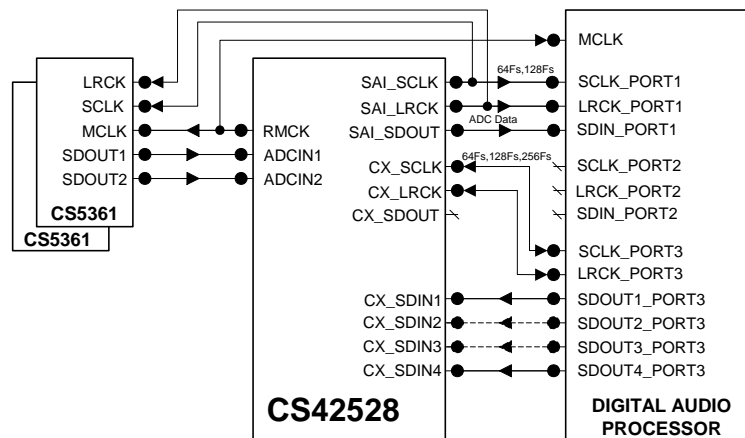 LRCK
SCLK
MCLK
SDOUT1
SDOUT2
CS5361
CS5361
RMCK
ADCIN1
ADCIN2
SAI_SCLK
SAI_LRCK
SAI_SDOUT
CX_SCLK
CX_LRCK
CX_SDOUT
CX_SDIN1
CX_SDIN2
CX_SDIN3
CX_SDIN4
CS42528
64Fs,128Fs
ADC Data
64Fs,128Fs,256Fs
MCLK
SCLK_PORT1
LRCK_PORT1
SDIN_PORT1
SCLK_PORT2
LRCK_PORT2
SDIN_PORT2
SCLK_PORT3
LRCK_PORT3
SDOUT1_PORT3
SDOUT2_PORT3
SDOUT3_PORT3
SDOUT4_PORT3
DIGITAL AUDIO
PROCESSOR